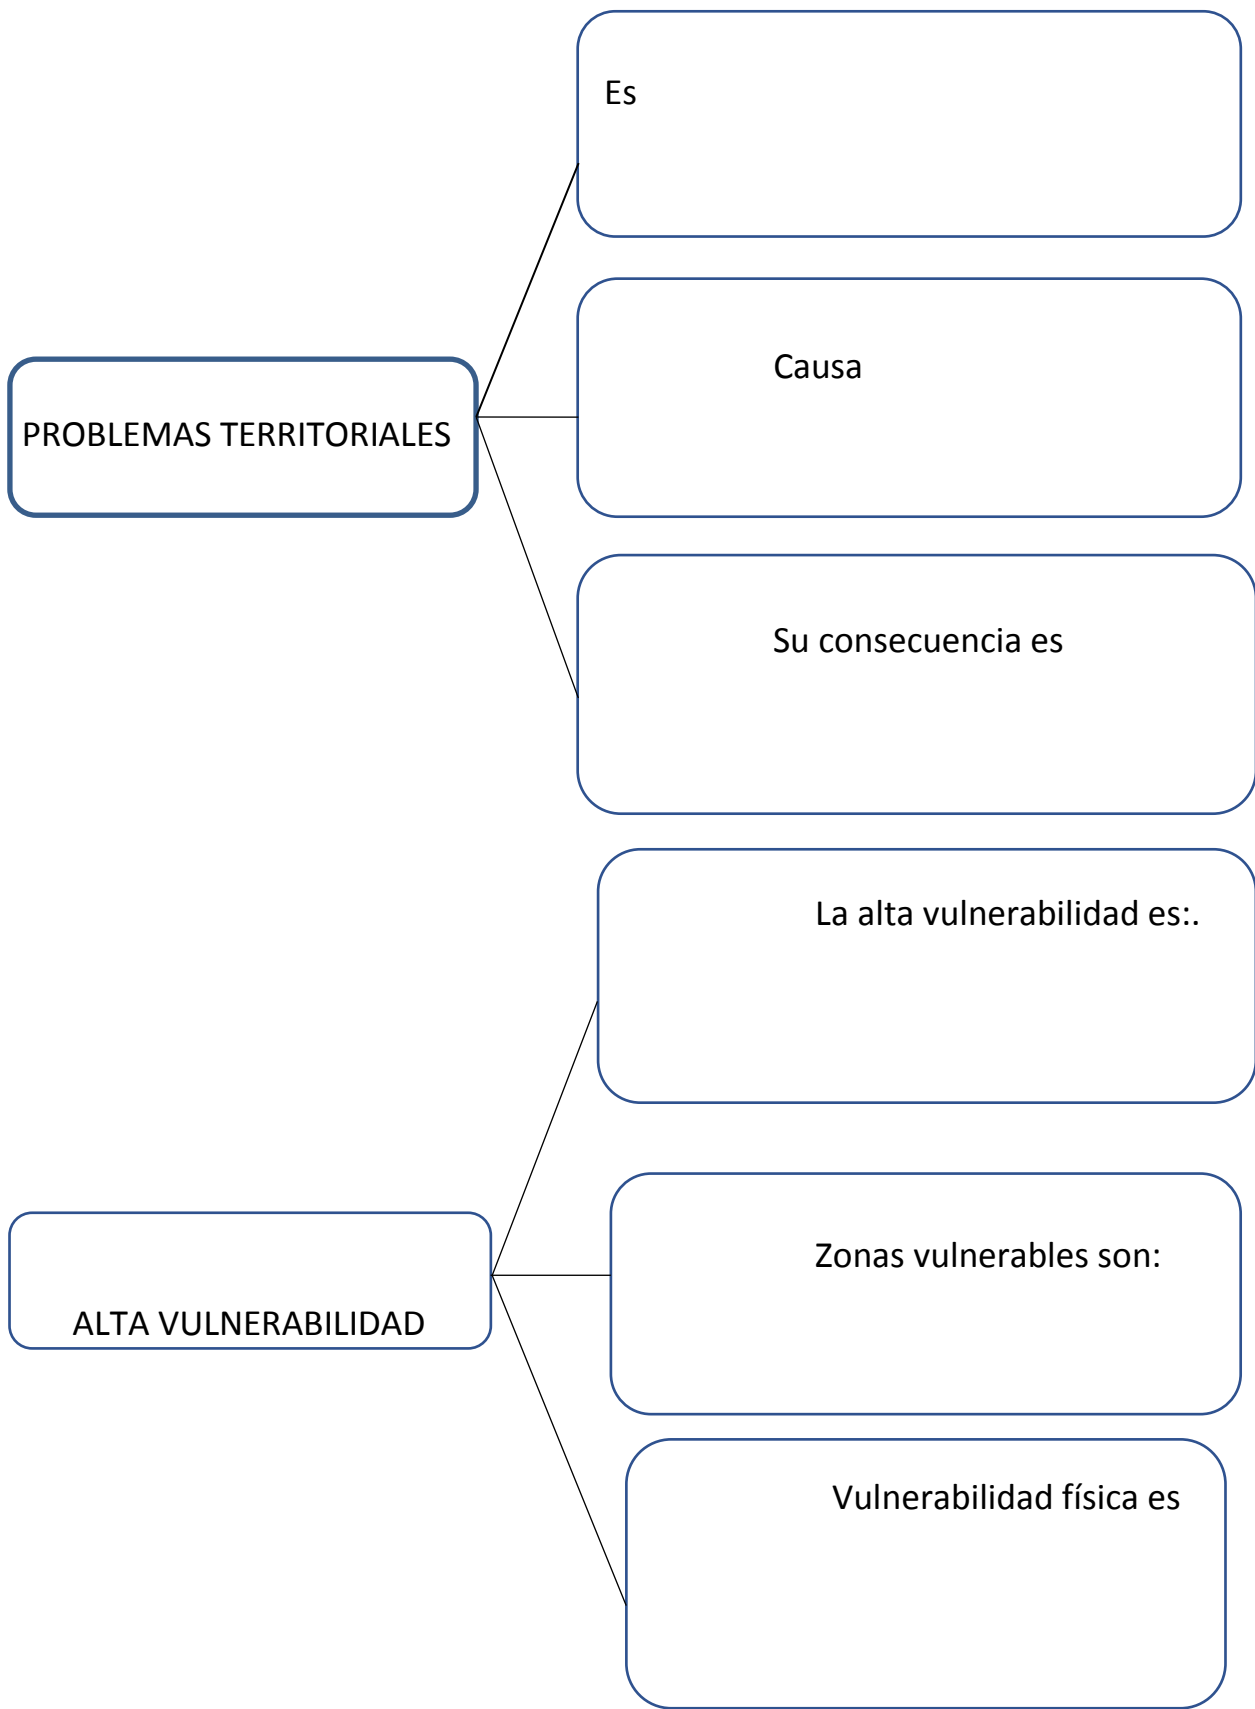 Es
Causa
PROBLEMAS TERRITORIALES
Su consecuencia es
La alta vulnerabilidad es:.
Zonas vulnerables son:
ALTA VULNERABILIDAD
Vulnerabilidad física es